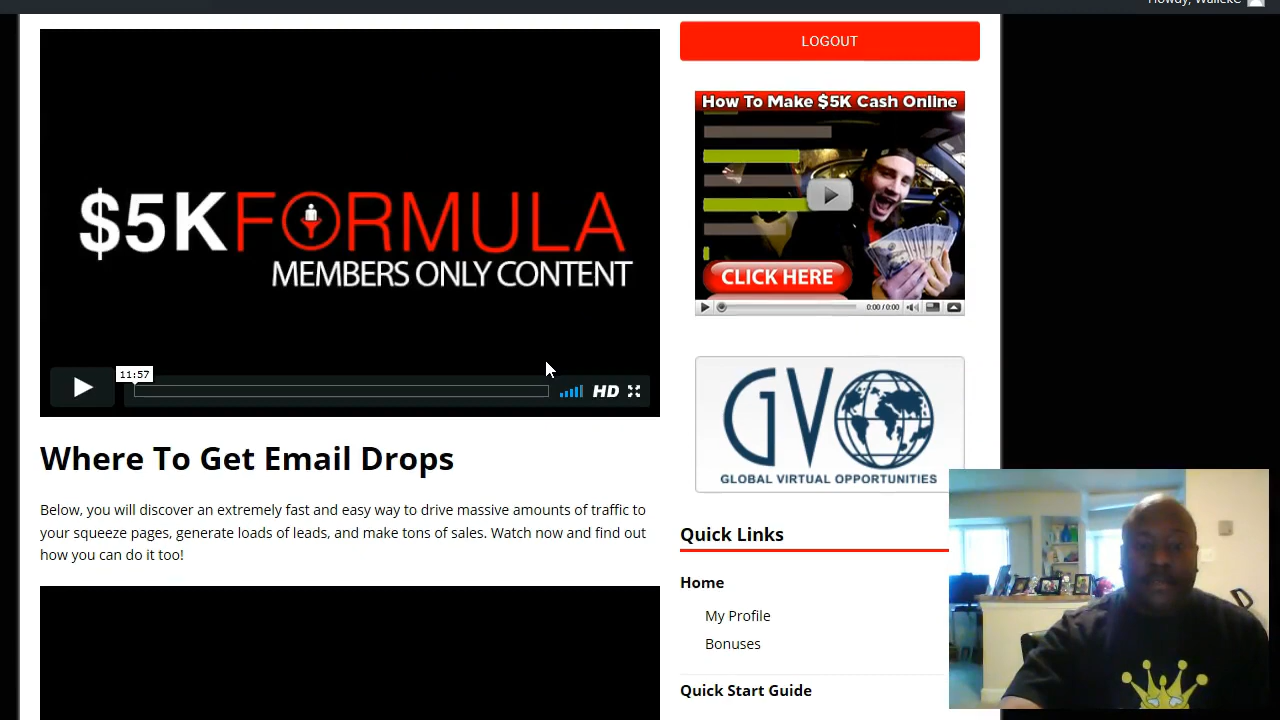 LOGOUT
$5K FORMULA
MEMBERS ONLY CONTENT
11:57
HD
Where To Get Email Drops
Below, you will discover an extremely fast and easy way to drive massive amounts of traffic to
your squeeze pages, generate loads of leads, and make tons of sales. Watch now and find out
how you can do it too!
How To Make $5K Cash Online
CLICK HERE
0:00 / 0:00
GVO
GLOBAL VIRTUAL OPPORTUNITIES
Quick Links
Home
My Profile
Bonuses
Quick Start Guide